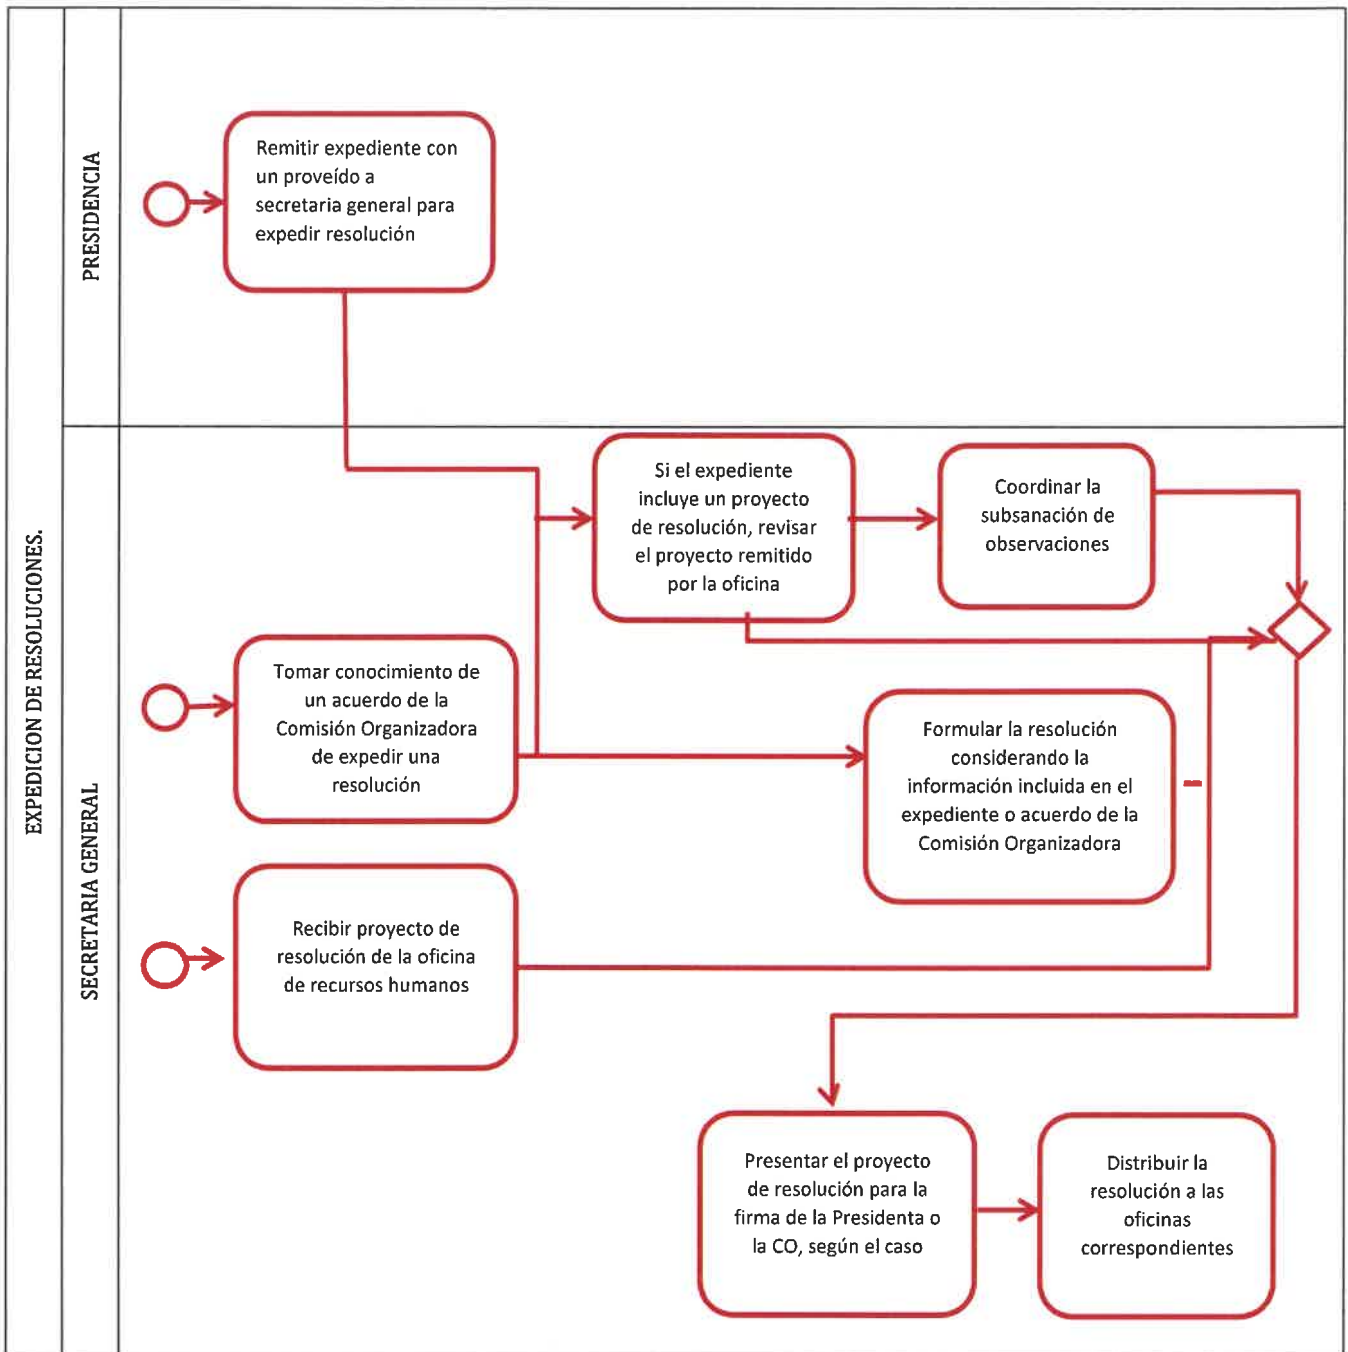 EXPEDICION DE RESOLUCIONES.
PRESIDENCIA
Remitir expediente con
un proveído a
secretaria general para
expedir resolución
SECRETARIA GENERAL
Si el expediente
incluye un proyecto
de resolución, revisar
el proyecto remitido
por la oficina
Coordinar la
subsanación de
observaciones
Tomar conocimiento de
un acuerdo de la
Comisión Organizadora
de expedir una
resolución
Formular la resolución
considerando la
información incluida en el
expediente o acuerdo de la
Comisión Organizadora
Recibir proyecto de
resolución de la oficina
de recursos humanos
Presentar el proyecto
de resolución para la
firma de la Presidenta o
la CO, según el caso
Distribuir la
resolución a las
oficinas
correspondientes